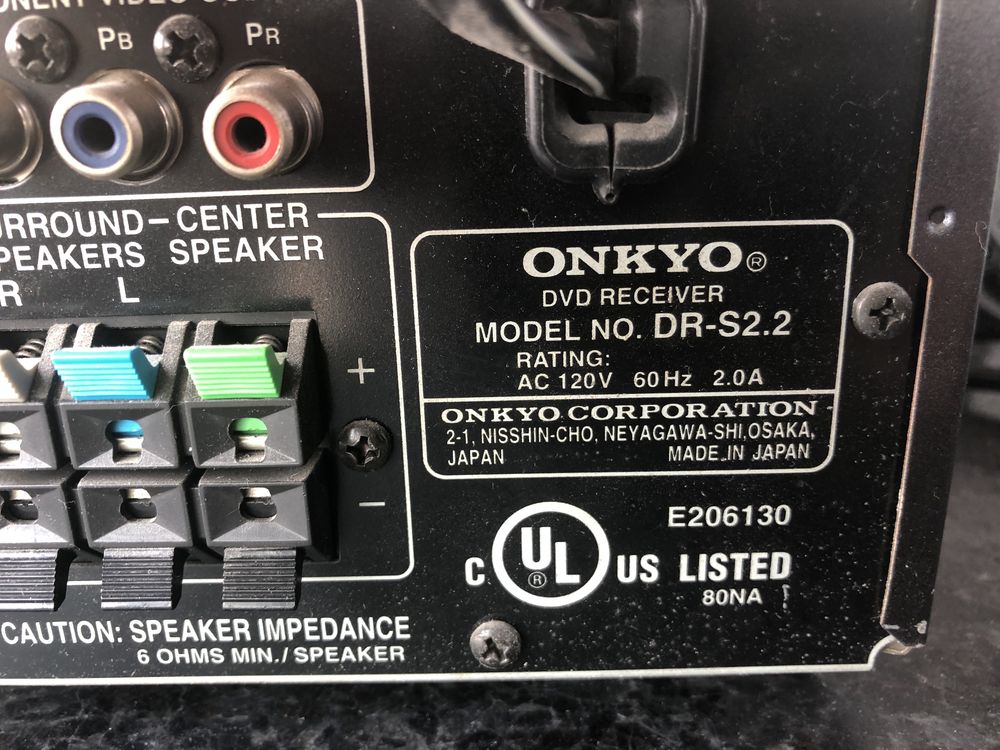 PB PR
SURROUND CENTER
SPEAKERS SPEAKER
R L
+
−
CAUTION: SPEAKER IMPEDANCE
6 OHMS MIN./SPEAKER
ONKYO®
DVD RECEIVER
MODEL NO. DR-S2.2
RATING:
AC 120V 60Hz 2.0A
ONKYO CORPORATION
2-1, NISSHIN-CHO, NEYAGAWA-SHI,OSAKA,
JAPAN MADE IN JAPAN
E206130
C UL® US LISTED
80NA